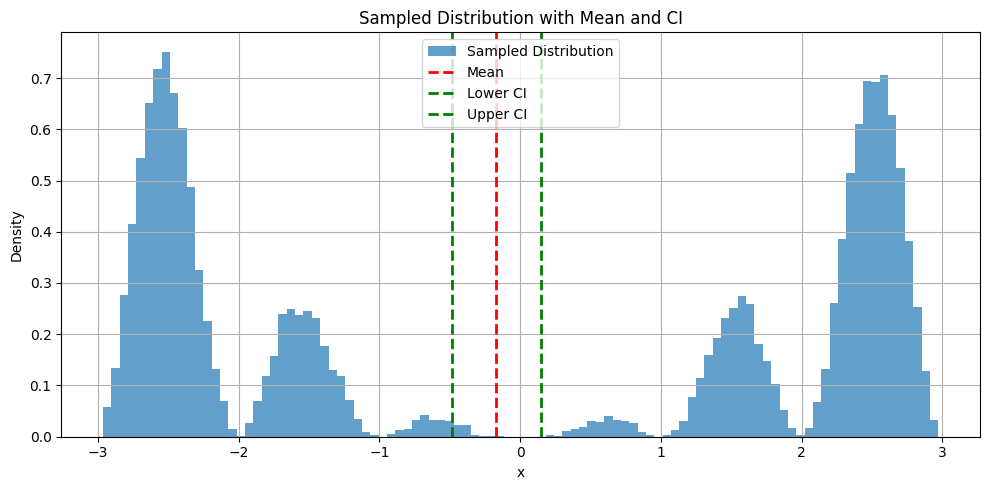 Sampled Distribution with Mean and CI
Sampled Distribution
Mean
Lower CI
Upper CI
Density
0.7
0.6
0.5
0.4
0.3
0.2
0.1
0.0
−3
−2
−1
0
1
2
3
x